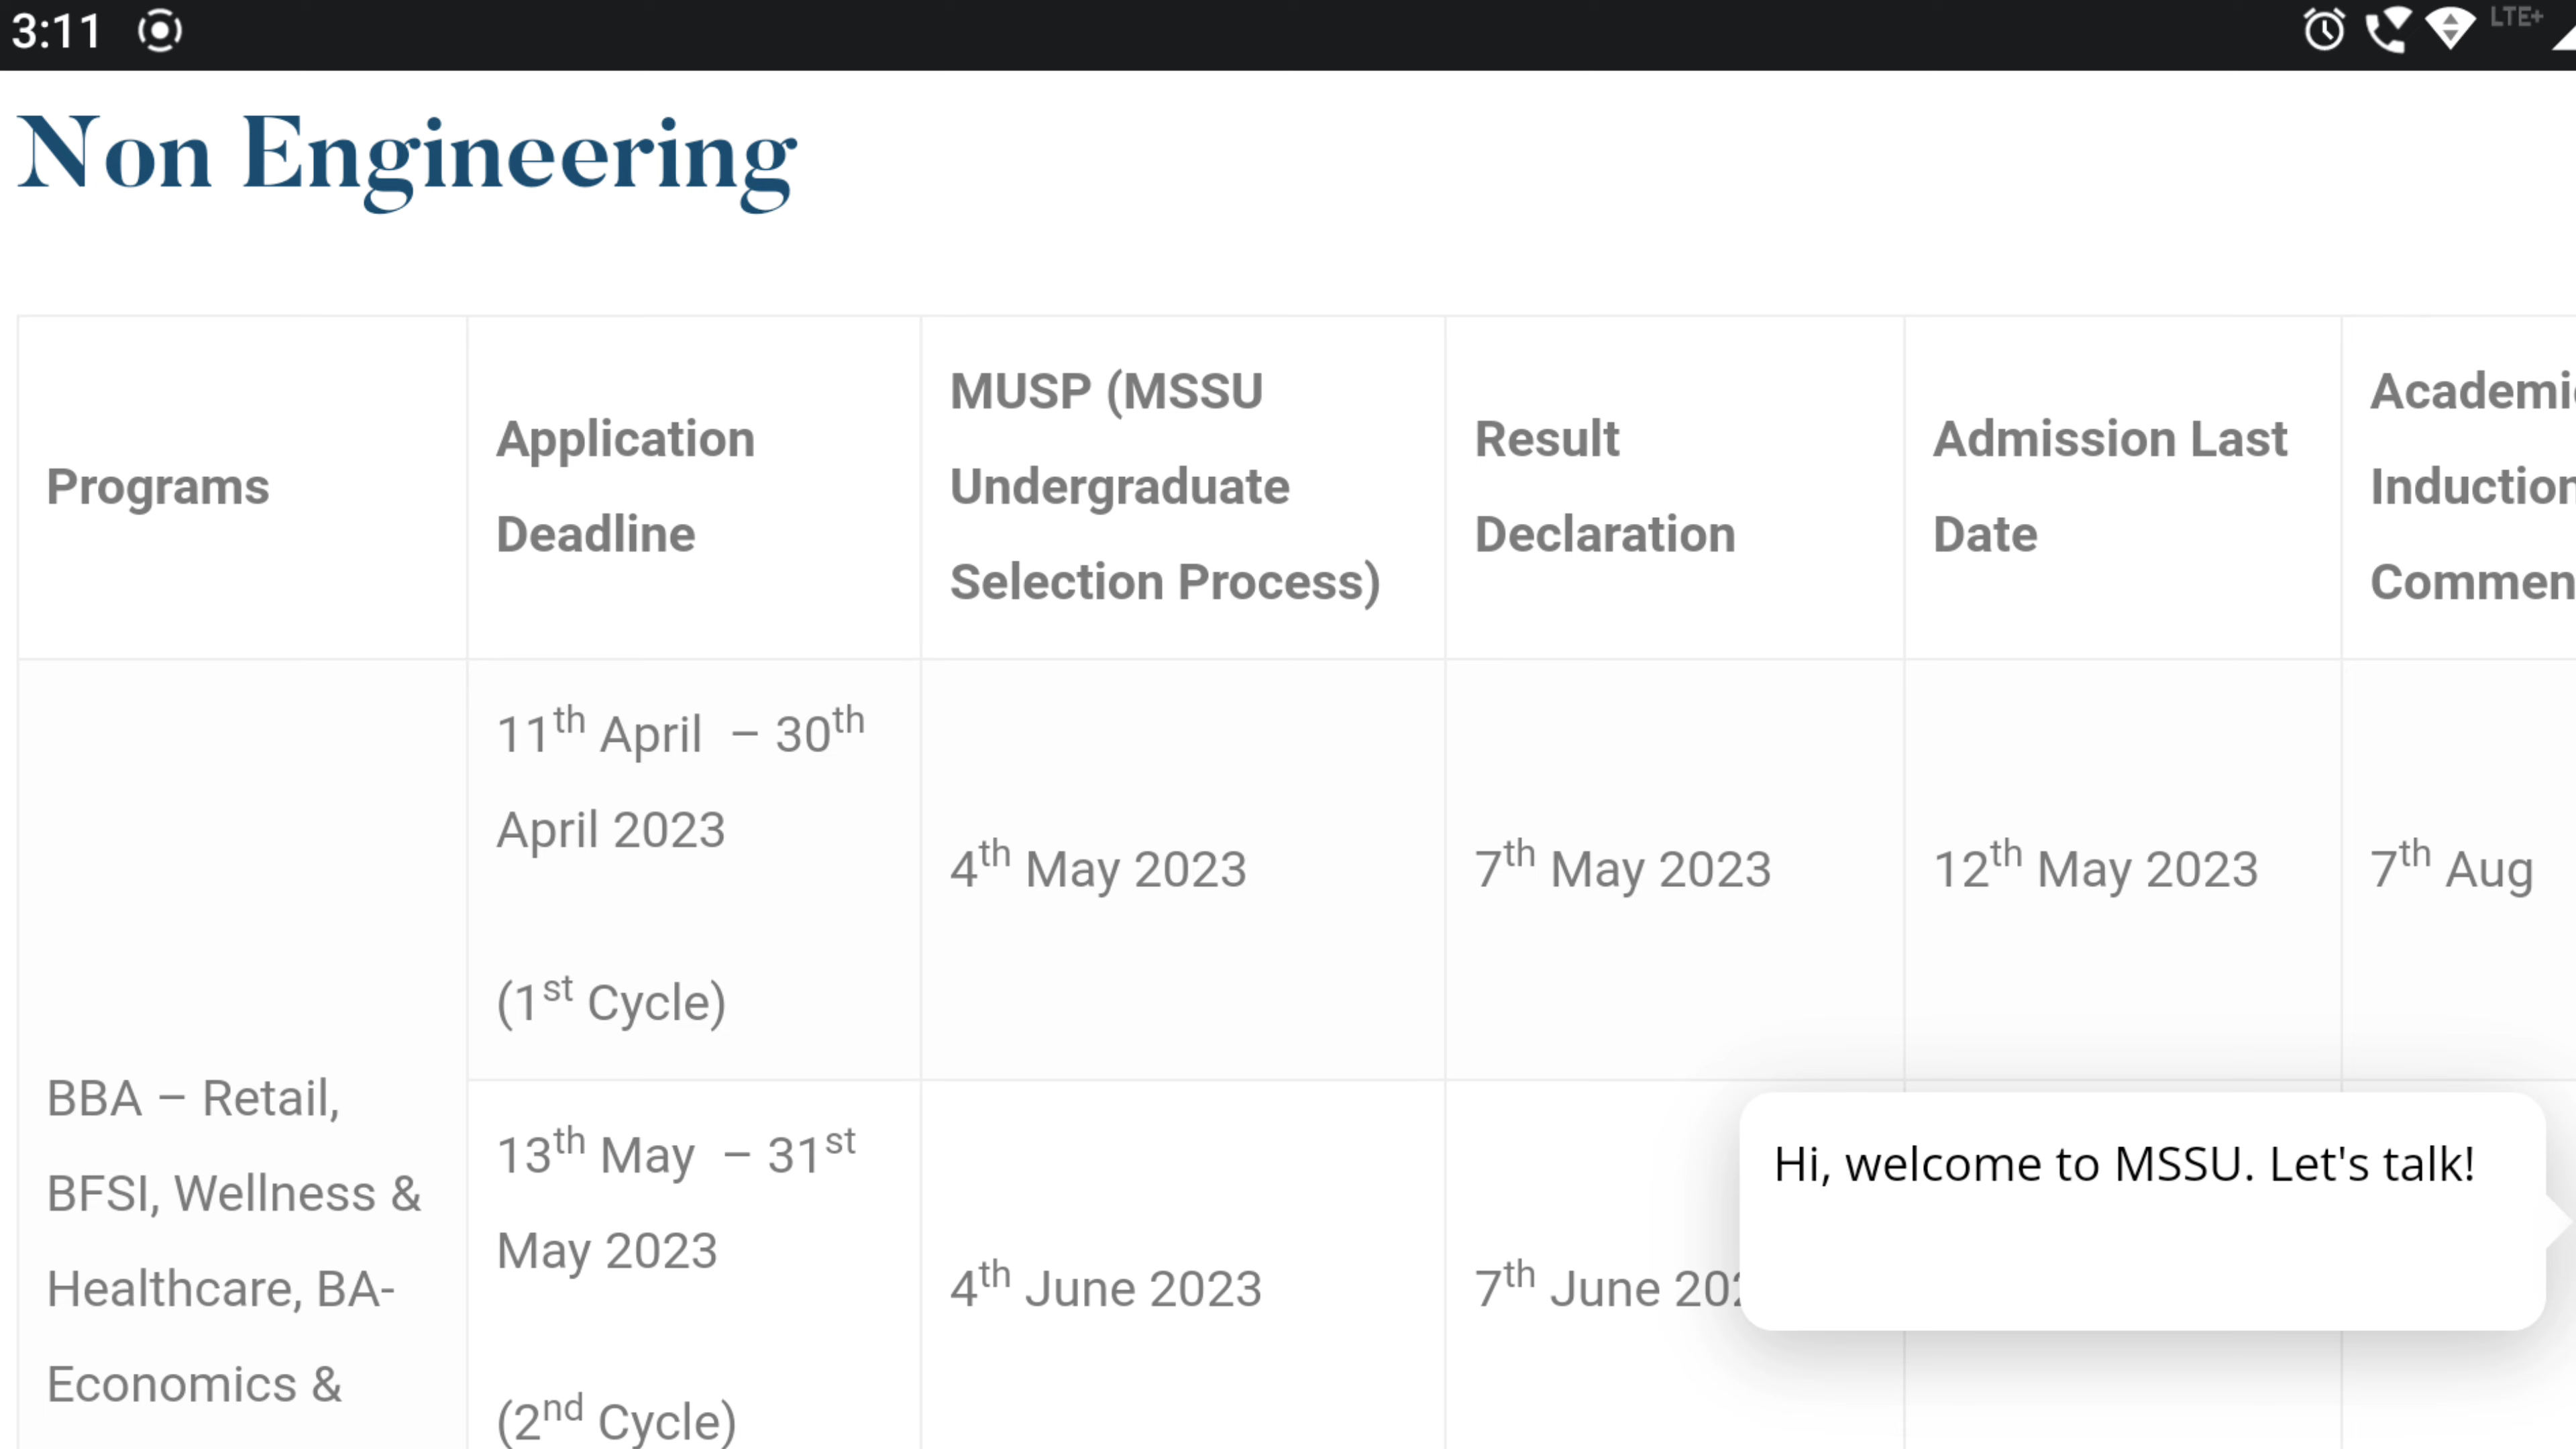 3:11
LTE+
Non Engineering
Programs
Application
Deadline
MUSP (MSSU
Undergraduate
Selection Process)
Result
Declaration
Admission Last
Date
Induction
11th April – 30th
April 2023
(1st Cycle)
4th May 2023
7th May 2023
12th May 2023
7th Aug
BBA – Retail,
BFSI, Wellness &
Healthcare, BA-
Economics &
13th May – 31st
May 2023
(2nd Cycle)
4th June 2023
7th June
Hi, welcome to MSSU. Let's talk!